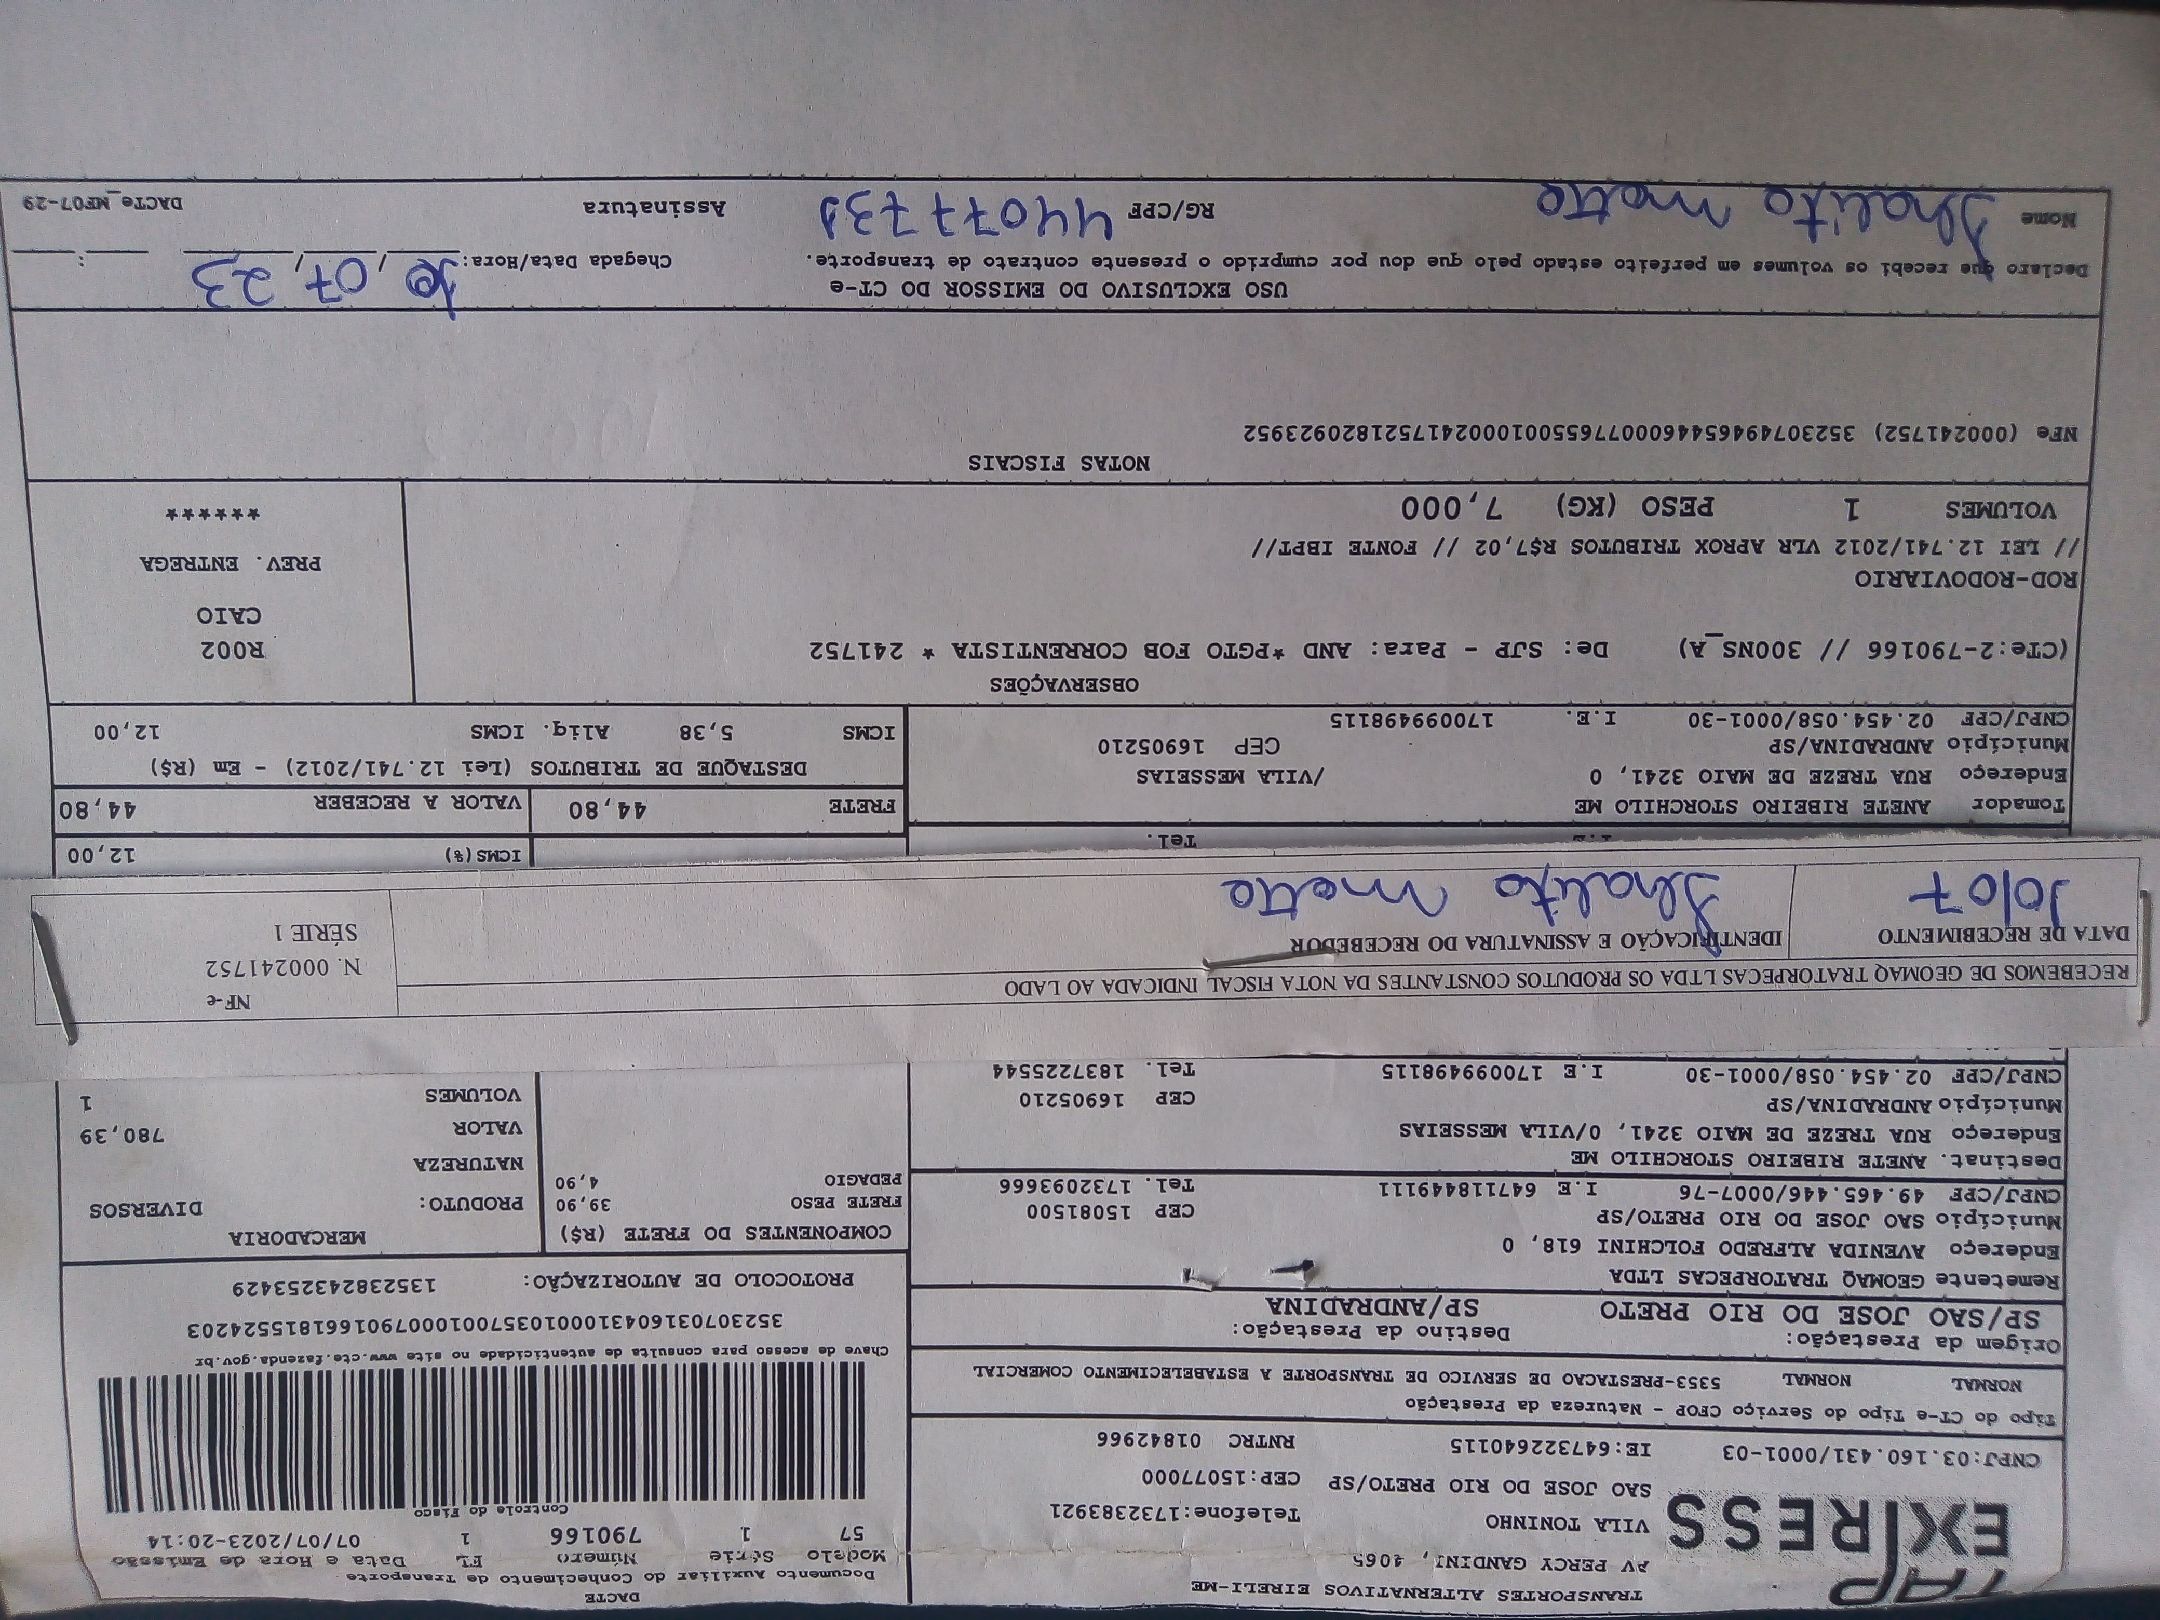 TAP
EXPRESS
TRANSPORTES ALTERNATIVOS EIRELI-ME
AV PERCY GANDINI, 4065
VILA TONINHO Telefone:1732383921
SAO JOSE DO RIO PRETO/SP CEP:15077000
CNPJ:03.160.431/0001-03 IE:647322640115 RNTRC 01842966
Tipo do CT-e Tipo do Serviço CFOP - Natureza da Prestação
NORMAL NORMAL 5353-PRESTACAO DE SERVICO DE TRANSPORTE A ESTABELECIMENTO COMERCIAL
Origem da Prestação: Destino da Prestação:
SP/SAO JOSE DO RIO PRETO SP/ANDRADINA
DACTE
Documento Auxiliar do Conhecimento de Transporte
Modelo Série Número FL Data e Hora de Emissão
57 1 790166 1 07/07/2023-20:14
Controle do Fisco
Chave de acesso para consulta de autenticidade no site www.cte.fazenda.gov.br
35230703160431000103570010007901661815524203
PROTOCOLO DE AUTORIZAÇÃO: 135238243253429
Remetente GEOMAQ TRATORPECAS LTDA
Endereço AVENIDA ALFREDO FOLCHINI 618, 0
Município SAO JOSE DO RIO PRETO/SP CEP 15081500
CNPJ/CPF 49.465.446/0007-76 I.E 647118449111 Tel. 1732093666
Destinat. ANETE RIBEIRO STORCHILO ME
Endereço RUA TREZE DE MAIO 3241, 0/VILA MESSEIAS
Município ANDRADINA/SP CEP 16905210
CNPJ/CPF 02.454.058/0001-30 I.E 170099498115 Tel. 1837225544
COMPONENTES DO FRETE (R$)
FRETE PESO 39,90
PEDAGIO 4,90
MERCADORIA
PRODUTO: DIVERSOS
NATUREZA
VALOR 780,39
VOLUMES 1
RECEBEMOS DE GEOMAQ TRATORPECAS LTDA OS PRODUTOS CONSTANTES DA NOTA FISCAL INDICADA AO LADO
DATA DE RECEBIMENTO IDENTIFICAÇÃO E ASSINATURA DO RECEBEDOR
10/07
NF-e
N. 000241752
SÉRIE 1
I.E. Tel.
ICMS(%) 12,00
Tomador ANETE RIBEIRO STORCHILO ME
Endereço RUA TREZE DE MAIO 3241, 0 /VILA MESSEIAS
Município ANDRADINA/SP CEP 16905210
CNPJ/CPF 02.454.058/0001-30 I.E. 170099498115
FRETE 44,80 VALOR A RECEBER 44,80
DESTAQUE DE TRIBUTOS (Lei 12.741/2012) - Em (R$)
ICMS 5,38 Aliq. ICMS 12,00
OBSERVAÇÕES
(CTe:2-790166 // 300NS_A) De: SJP - Para: AND *PGTO FOB CORRENTISTA * 241752
ROD-RODOVIARIO
// LEI 12.741/2012 VLR APROX TRIBUTOS R$7,02 // FONTE IBPT//
VOLUMES 1 PESO (KG) 7,000
R002
CAIO
PREV. ENTREGA
******
NOTAS FISCAIS
NFe (000241752) 35230749465446000776550010002417521820923952
USO EXCLUSIVO DO EMISSOR DO CT-e
Declaro que recebi os volumes em perfeito estado pelo que dou por cumprido o presente contrato de transporte.
Chegada Data/Hora: 10/07/23 __:__
Nome RG/CPF Assinatura
DACTe_MF07-29